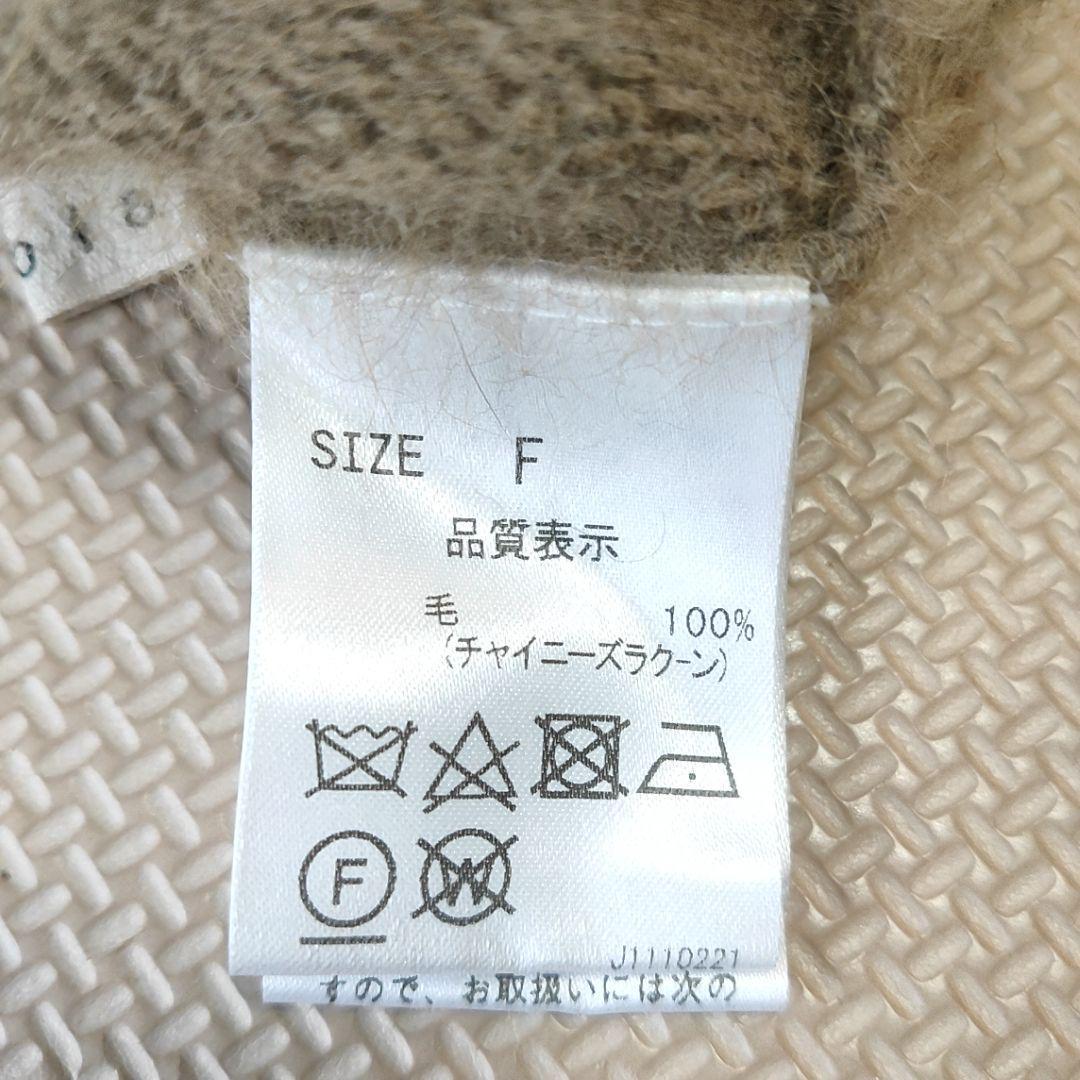 SIZE F
品質表示
毛 100%
(チャイニーズラクーン)
F
W
J1110221
すので、お取扱いには次の